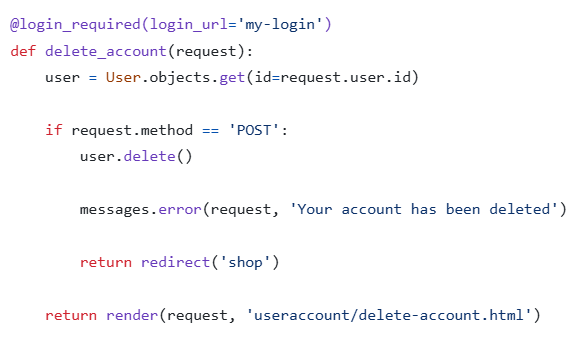 @login_required(login_url='my-login')
def delete_account(request):
    user = User.objects.get(id=request.user.id)

    if request.method == 'POST':
        user.delete()

        messages.error(request, 'Your account has been deleted')

        return redirect('shop')

    return render(request, 'useraccount/delete-account.html')